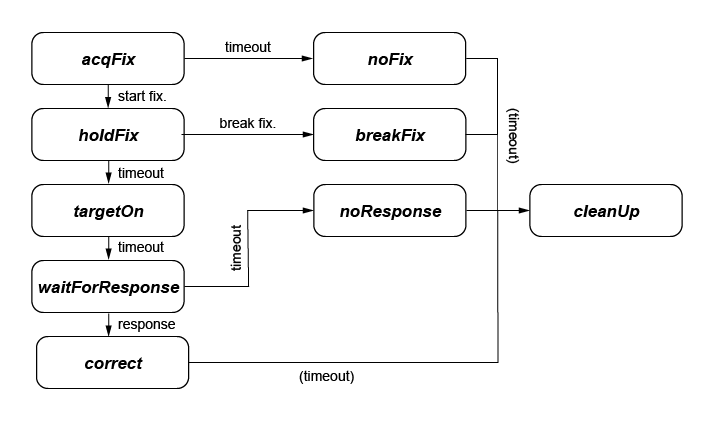 acqFix
timeout
noFix
start fix.
holdFix
break fix.
breakFix
(timeout)
timeout
targetOn
noResponse
cleanUp
timeout
timeout
waitForResponse
response
correct
(timeout)